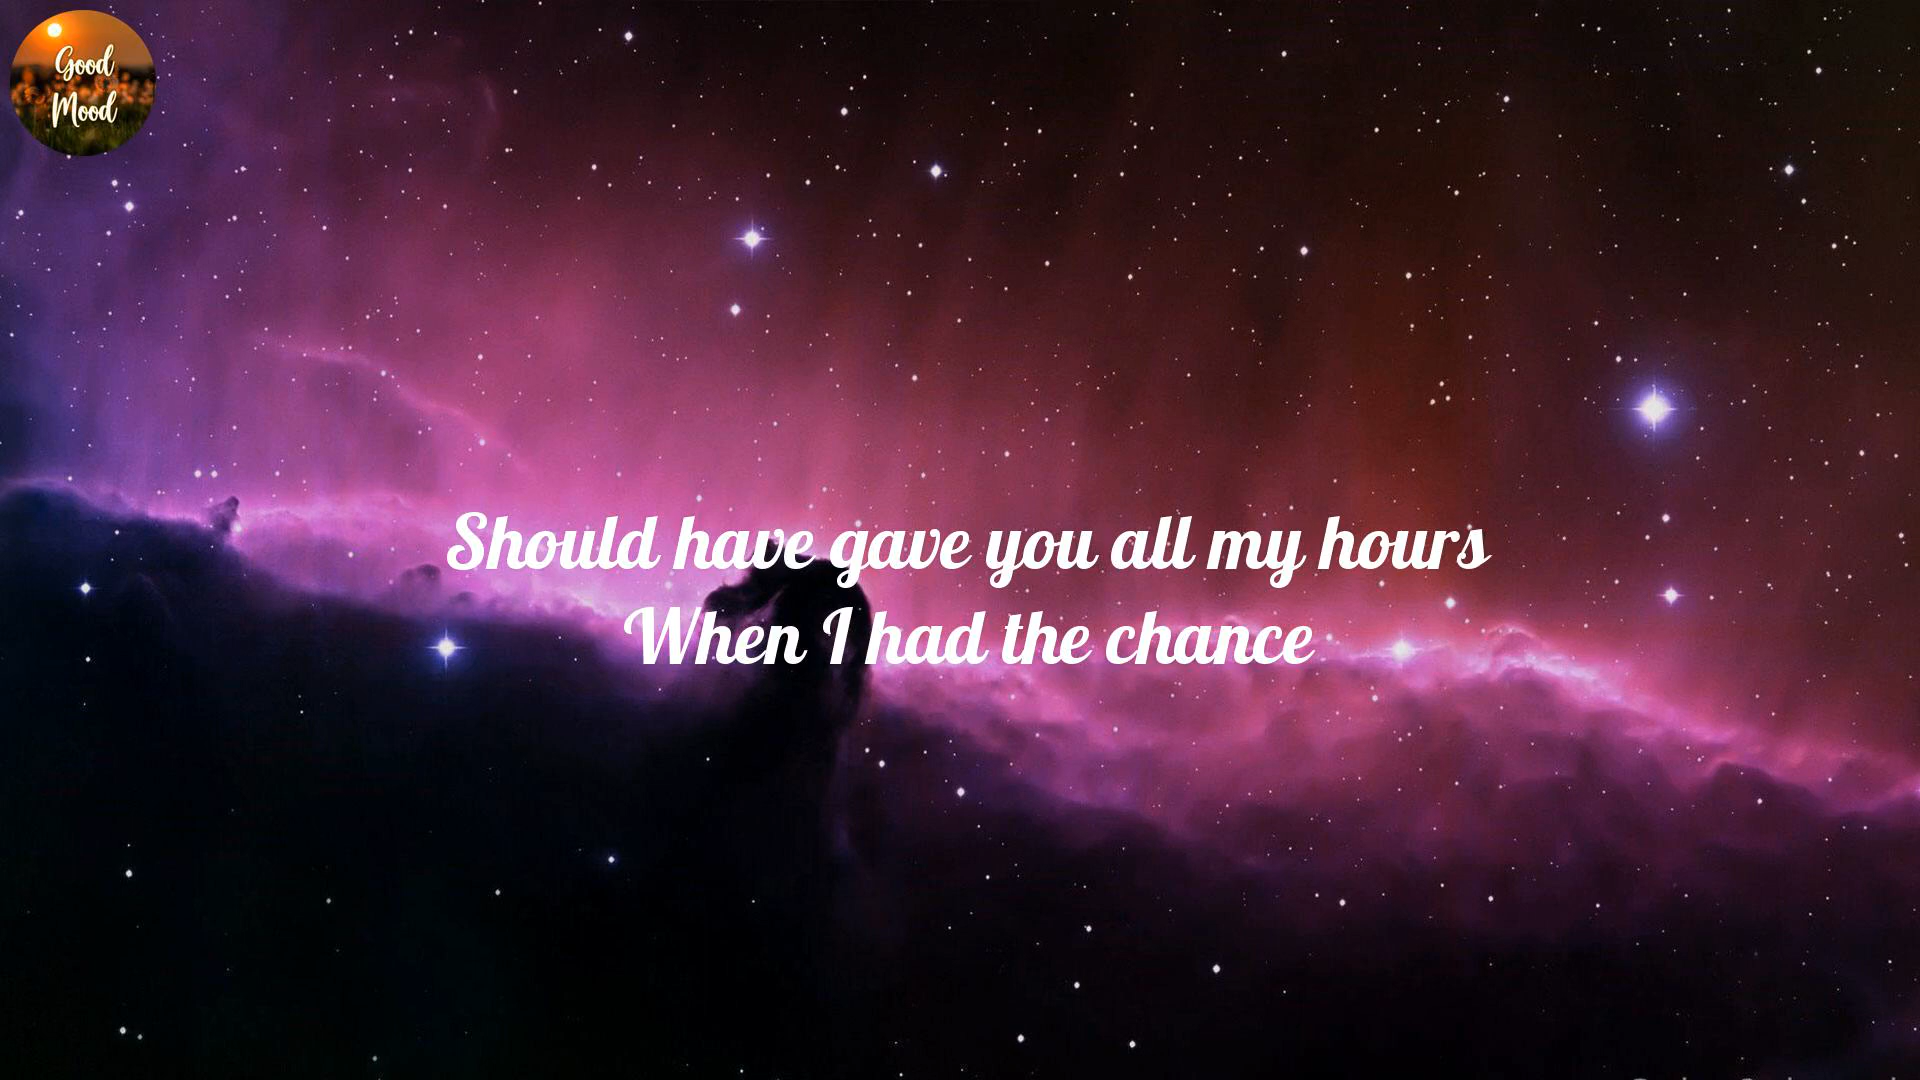 Good
Mood
Should have gave you all my hours
When I had the chance